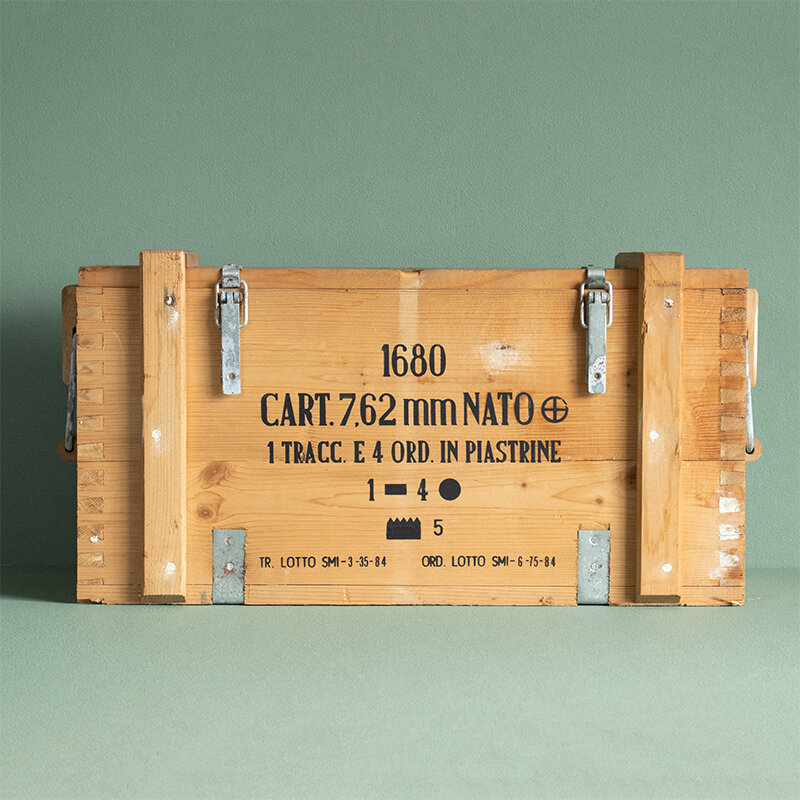 1680
CART. 7,62 mm NATO
1 TRACC. E 4 ORD. IN PIASTRINE
1 4
5
TR. LOTTO SMI-3-35-84 ORD. LOTTO SMI-6-75-84